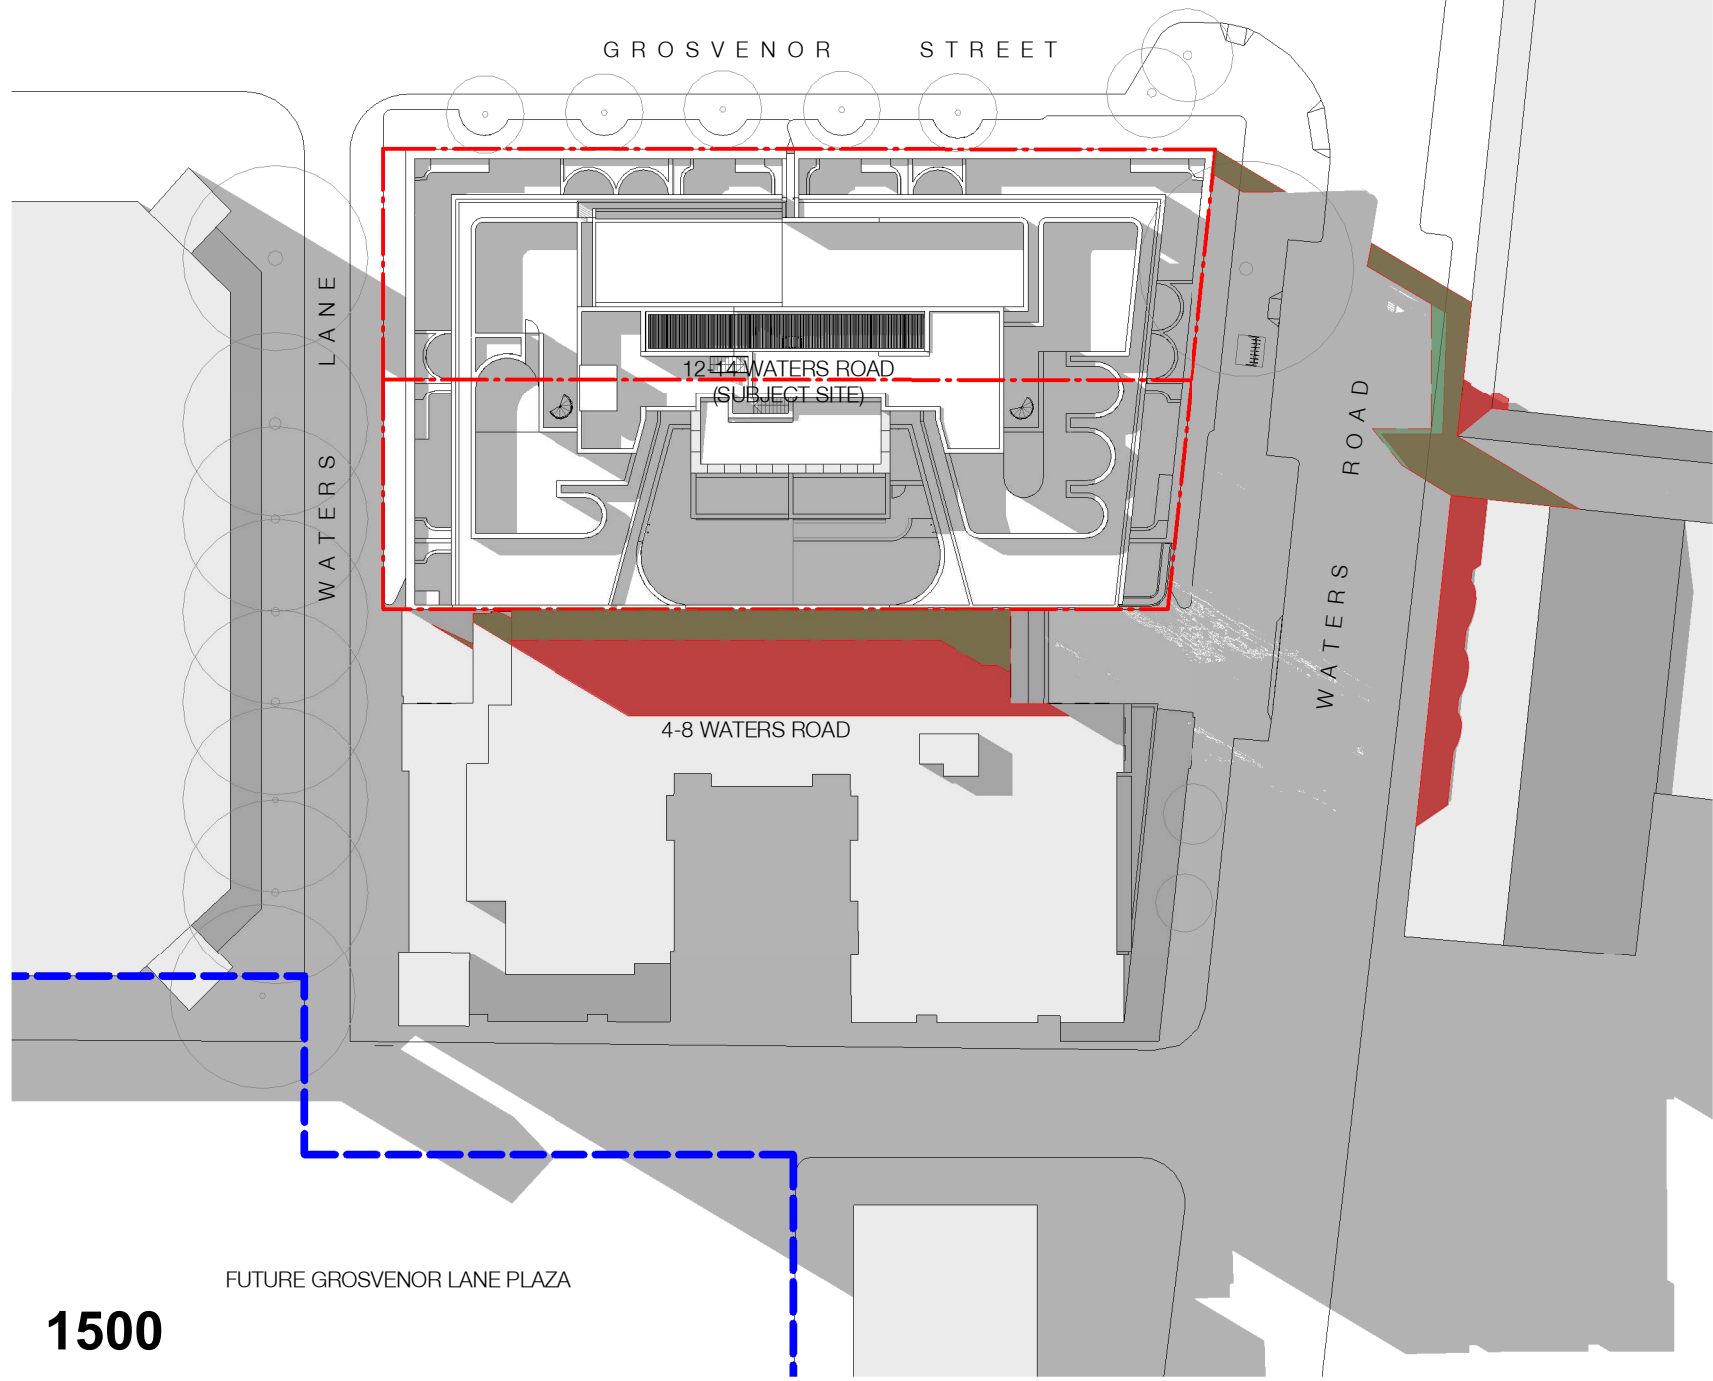 GROSVENOR STREET
WATERS LANE
12-14 WATERS ROAD
(SUBJECT SITE)
WATERS ROAD
4-8 WATERS ROAD
FUTURE GROSVENOR LANE PLAZA
1500